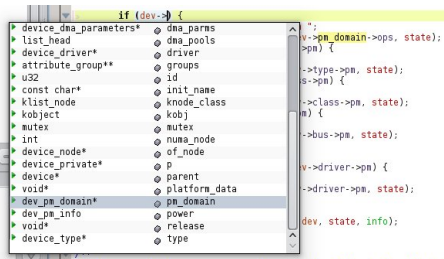 if (dev->) {
";
ev->pm_domain->ops, state);
>pm) {
->type->pm, state);
s->pm) {
->class->pm, state);
m) {
->bus->pm, state);
v->driver->pm) {
->driver->pm, state);
dev, state, info);
device_dma_parameters* dma_parms
list_head dma_pools
device_driver* driver
attribute_group** groups
u32 id
const char* init_name
klist_node knode_class
kobject kobj
mutex mutex
int numa_node
device_node* of_node
device_private* p
device* parent
void* platform_data
dev_pm_domain* pm_domain
dev_pm_info power
void* release
device_type* type